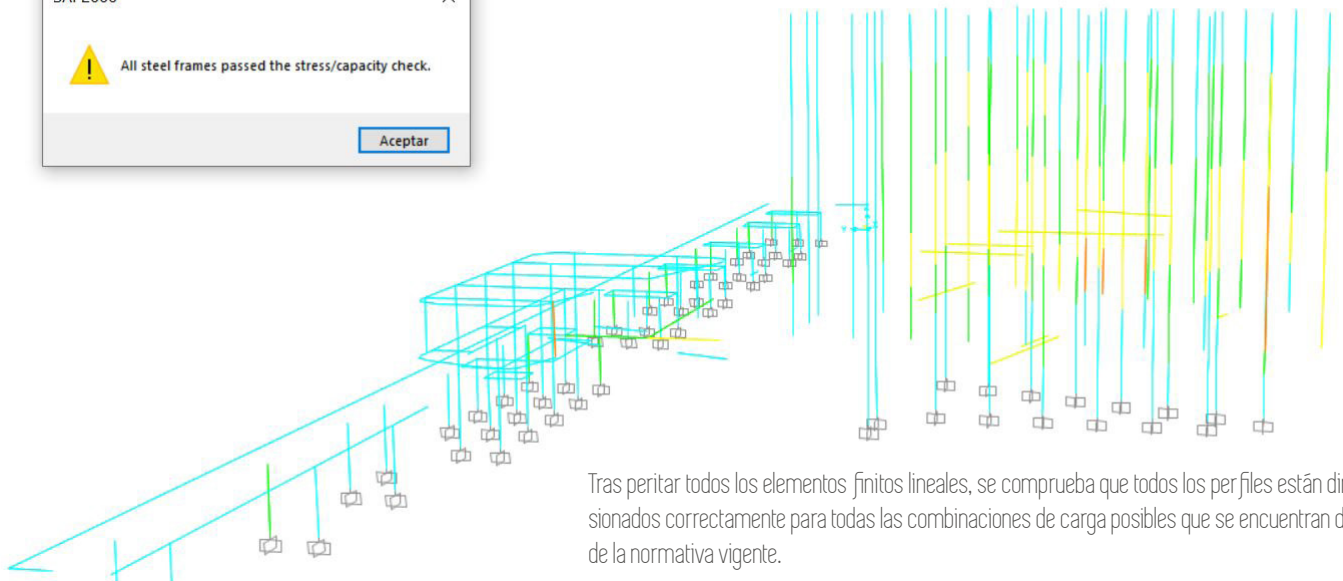 All steel frames passed the stress/capacity check.
Aceptar
Tras peritar todos los elementos finitos lineales, se comprueba que todos los perfiles están
sionados correctamente para todas las combinaciones de carga posibles que se encuentran
de la normativa vigente.